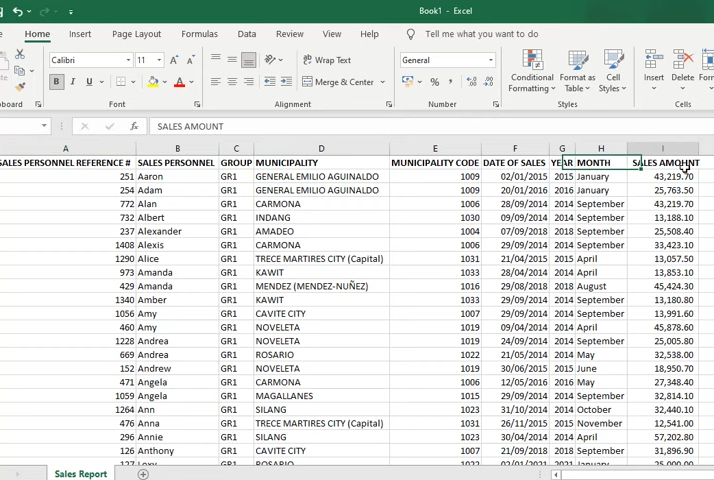 Book1 - Excel
Home Insert Page Layout Formulas Data Review View Help Tell me what you want to do
Calibri 11 A A Wrap Text General Conditional Formatting Format as Table Cell Styles Insert Delete Format
B I U A Merge & Center % ,
board Font Alignment Number Styles Cells
fx SALES AMOUNT
A B C D E F G H I
SALES PERSONNEL REFERENCE # SALES PERSONNEL GROUP MUNICIPALITY MUNICIPALITY CODE DATE OF SALES YEAR MONTH SALES AMOUNT
251 Aaron GR1 GENERAL EMILIO AGUINALDO 1009 02/01/2015 2015 January 43,219.70
254 Adam GR1 GENERAL EMILIO AGUINALDO 1009 20/01/2016 2016 January 25,763.50
772 Alan GR1 CARMONA 1006 28/09/2014 2014 September 43,219.70
732 Albert GR1 INDANG 1030 09/09/2014 2014 September 13,188.10
237 Alexander GR1 AMADEO 1004 07/09/2018 2018 September 25,508.40
1408 Alexis GR1 CARMONA 1006 29/09/2014 2014 September 33,423.10
1290 Alice GR1 TRECE MARTIRES CITY (Capital) 1031 21/04/2015 2015 April 13,057.50
973 Amanda GR1 KAWIT 1033 28/04/2014 2014 April 13,853.10
429 Amanda GR1 MENDEZ (MENDEZ-NUÑEZ) 1016 29/08/2018 2018 August 45,424.30
1340 Amber GR1 KAWIT 1033 29/09/2014 2014 September 13,180.80
1056 Amy GR1 CAVITE CITY 1007 29/09/2014 2014 September 13,991.60
460 Amy GR1 NOVELETA 1019 09/04/2014 2014 April 45,878.60
1228 Andrea GR1 NOVELETA 1019 24/09/2014 2014 September 25,005.80
669 Andrea GR1 ROSARIO 1022 21/05/2014 2014 May 32,538.00
152 Andrew GR1 NOVELETA 1019 30/06/2015 2015 June 18,950.70
471 Angela GR1 CARMONA 1006 12/05/2016 2016 May 27,348.40
1059 Angela GR1 MAGALLANES 1015 29/09/2014 2014 September 32,814.10
1264 Ann GR1 SILANG 1023 31/10/2014 2014 October 32,440.10
476 Anna GR1 TRECE MARTIRES CITY (Capital) 1031 26/11/2015 2015 November 12,541.00
296 Annie GR1 SILANG 1023 30/04/2014 2014 April 57,202.80
126 Anthony GR1 CAVITE CITY 1007 21/09/2018 2018 September 31,896.90
GR1 ROSARIO 1022 2021 January
Sales Report